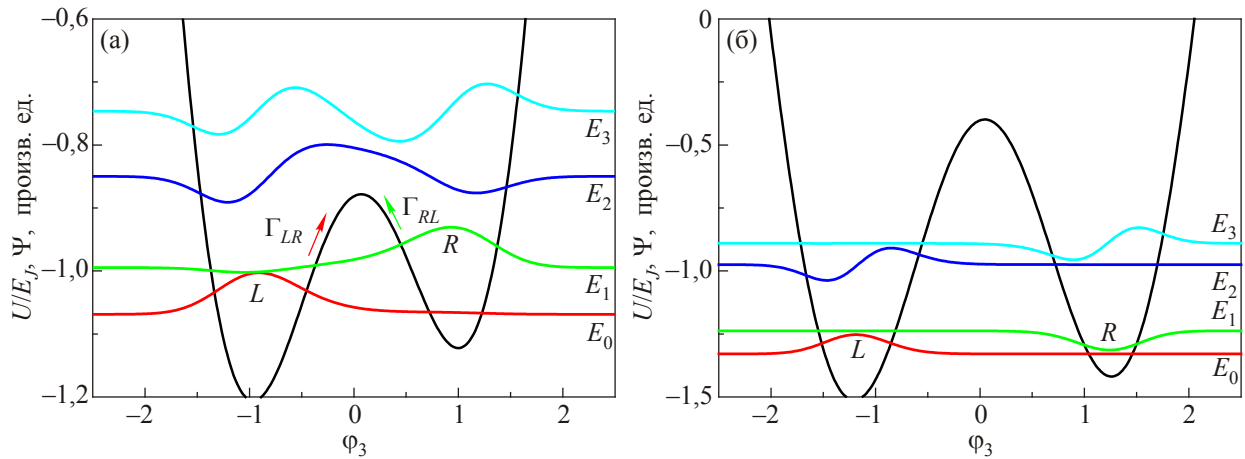 (а)
U/E_J, Ψ, произв. ед.
–0,6
–0,8
–1,0
–1,2
Γ_LR
Γ_RL
L
R
E_3
E_2
E_1
E_0
–2
–1
0
1
2
φ_3
(б)
U/E_J, Ψ, произв. ед.
0
–0,5
–1,0
–1,5
L
R
E_3
E_2
E_1
E_0
–2
–1
0
1
2
φ_3